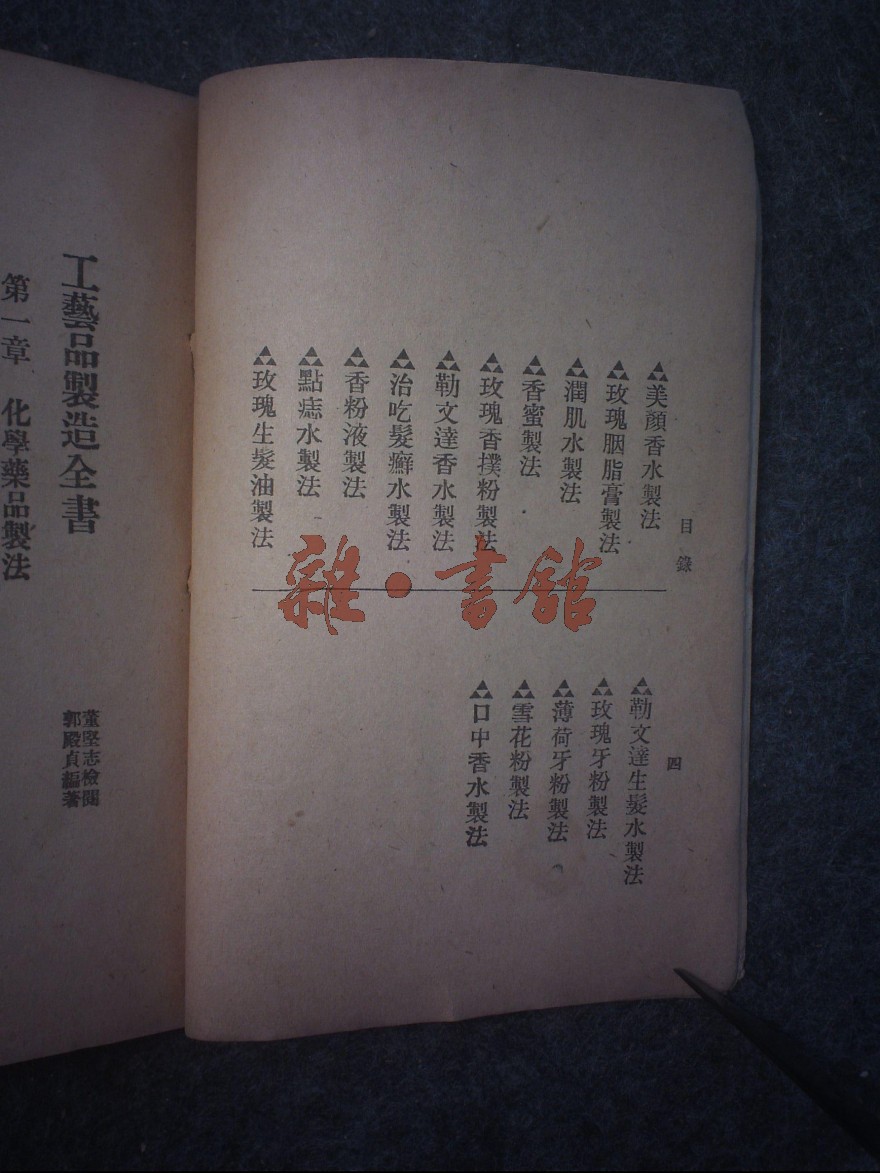 目錄
四
美顏香水製法
玫瑰胭脂膏製法
潤肌水製法
香蜜製法
玫瑰香撲粉製法
勒文達香水製法
治吃髮癬水製法
香粉液製法
點痣水製法
玫瑰生髮油製法
勒文達生髮水製法
玫瑰牙粉製法
薄荷牙粉製法
雪花粉製法
口中香水製法
工藝品製造全書
董堅志檢閱
郭殿貞編著
第一章 化學藥品製法
雜·書館